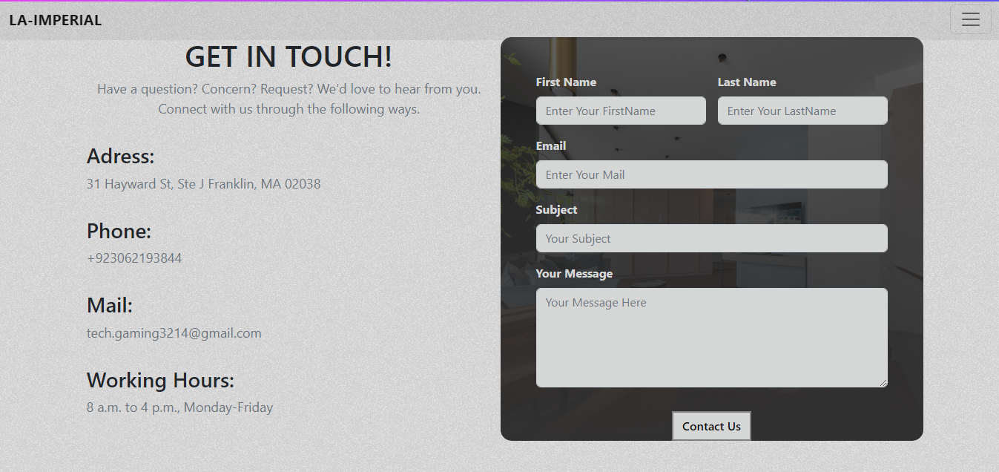 LA-IMPERIAL
GET IN TOUCH!
Have a question? Concern? Request? We’d love to hear from you.
Connect with us through the following ways.
Adress:
31 Hayward St, Ste J Franklin, MA 02038
Phone:
+923062193844
Mail:
tech.gaming3214@gmail.com
Working Hours:
8 a.m. to 4 p.m., Monday-Friday
First Name
Last Name
Enter Your FirstName
Enter Your LastName
Email
Enter Your Mail
Subject
Your Subject
Your Message
Your Message Here
Contact Us